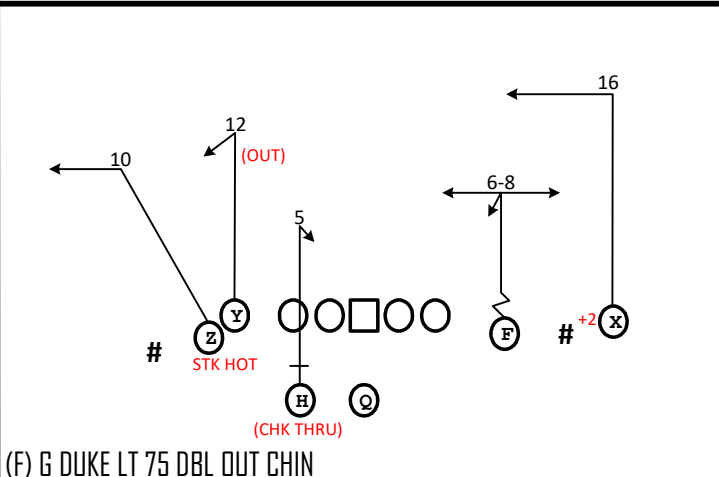 16
12
(OUT)
10
6-8
5
Y
Z
F
#
+2
X
#
STK HOT
H
Q
(CHK THRU)
(F) G DUKE LT 75 DBL OUT CHIN